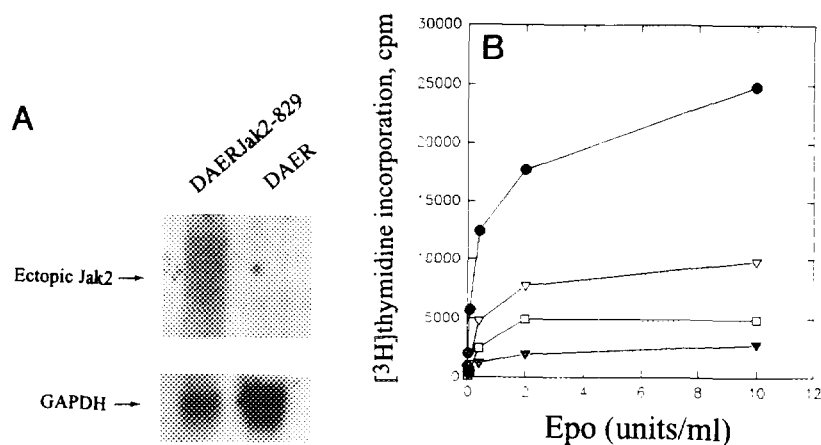 A
DAERJak2-829
DAER
Ectopic Jak2
GAPDH
B
[3H]thymidine incorporation, cpm
30000
25000
20000
15000
10000
5000
0
0 2 4 6 8 10 12
Epo (units/ml)